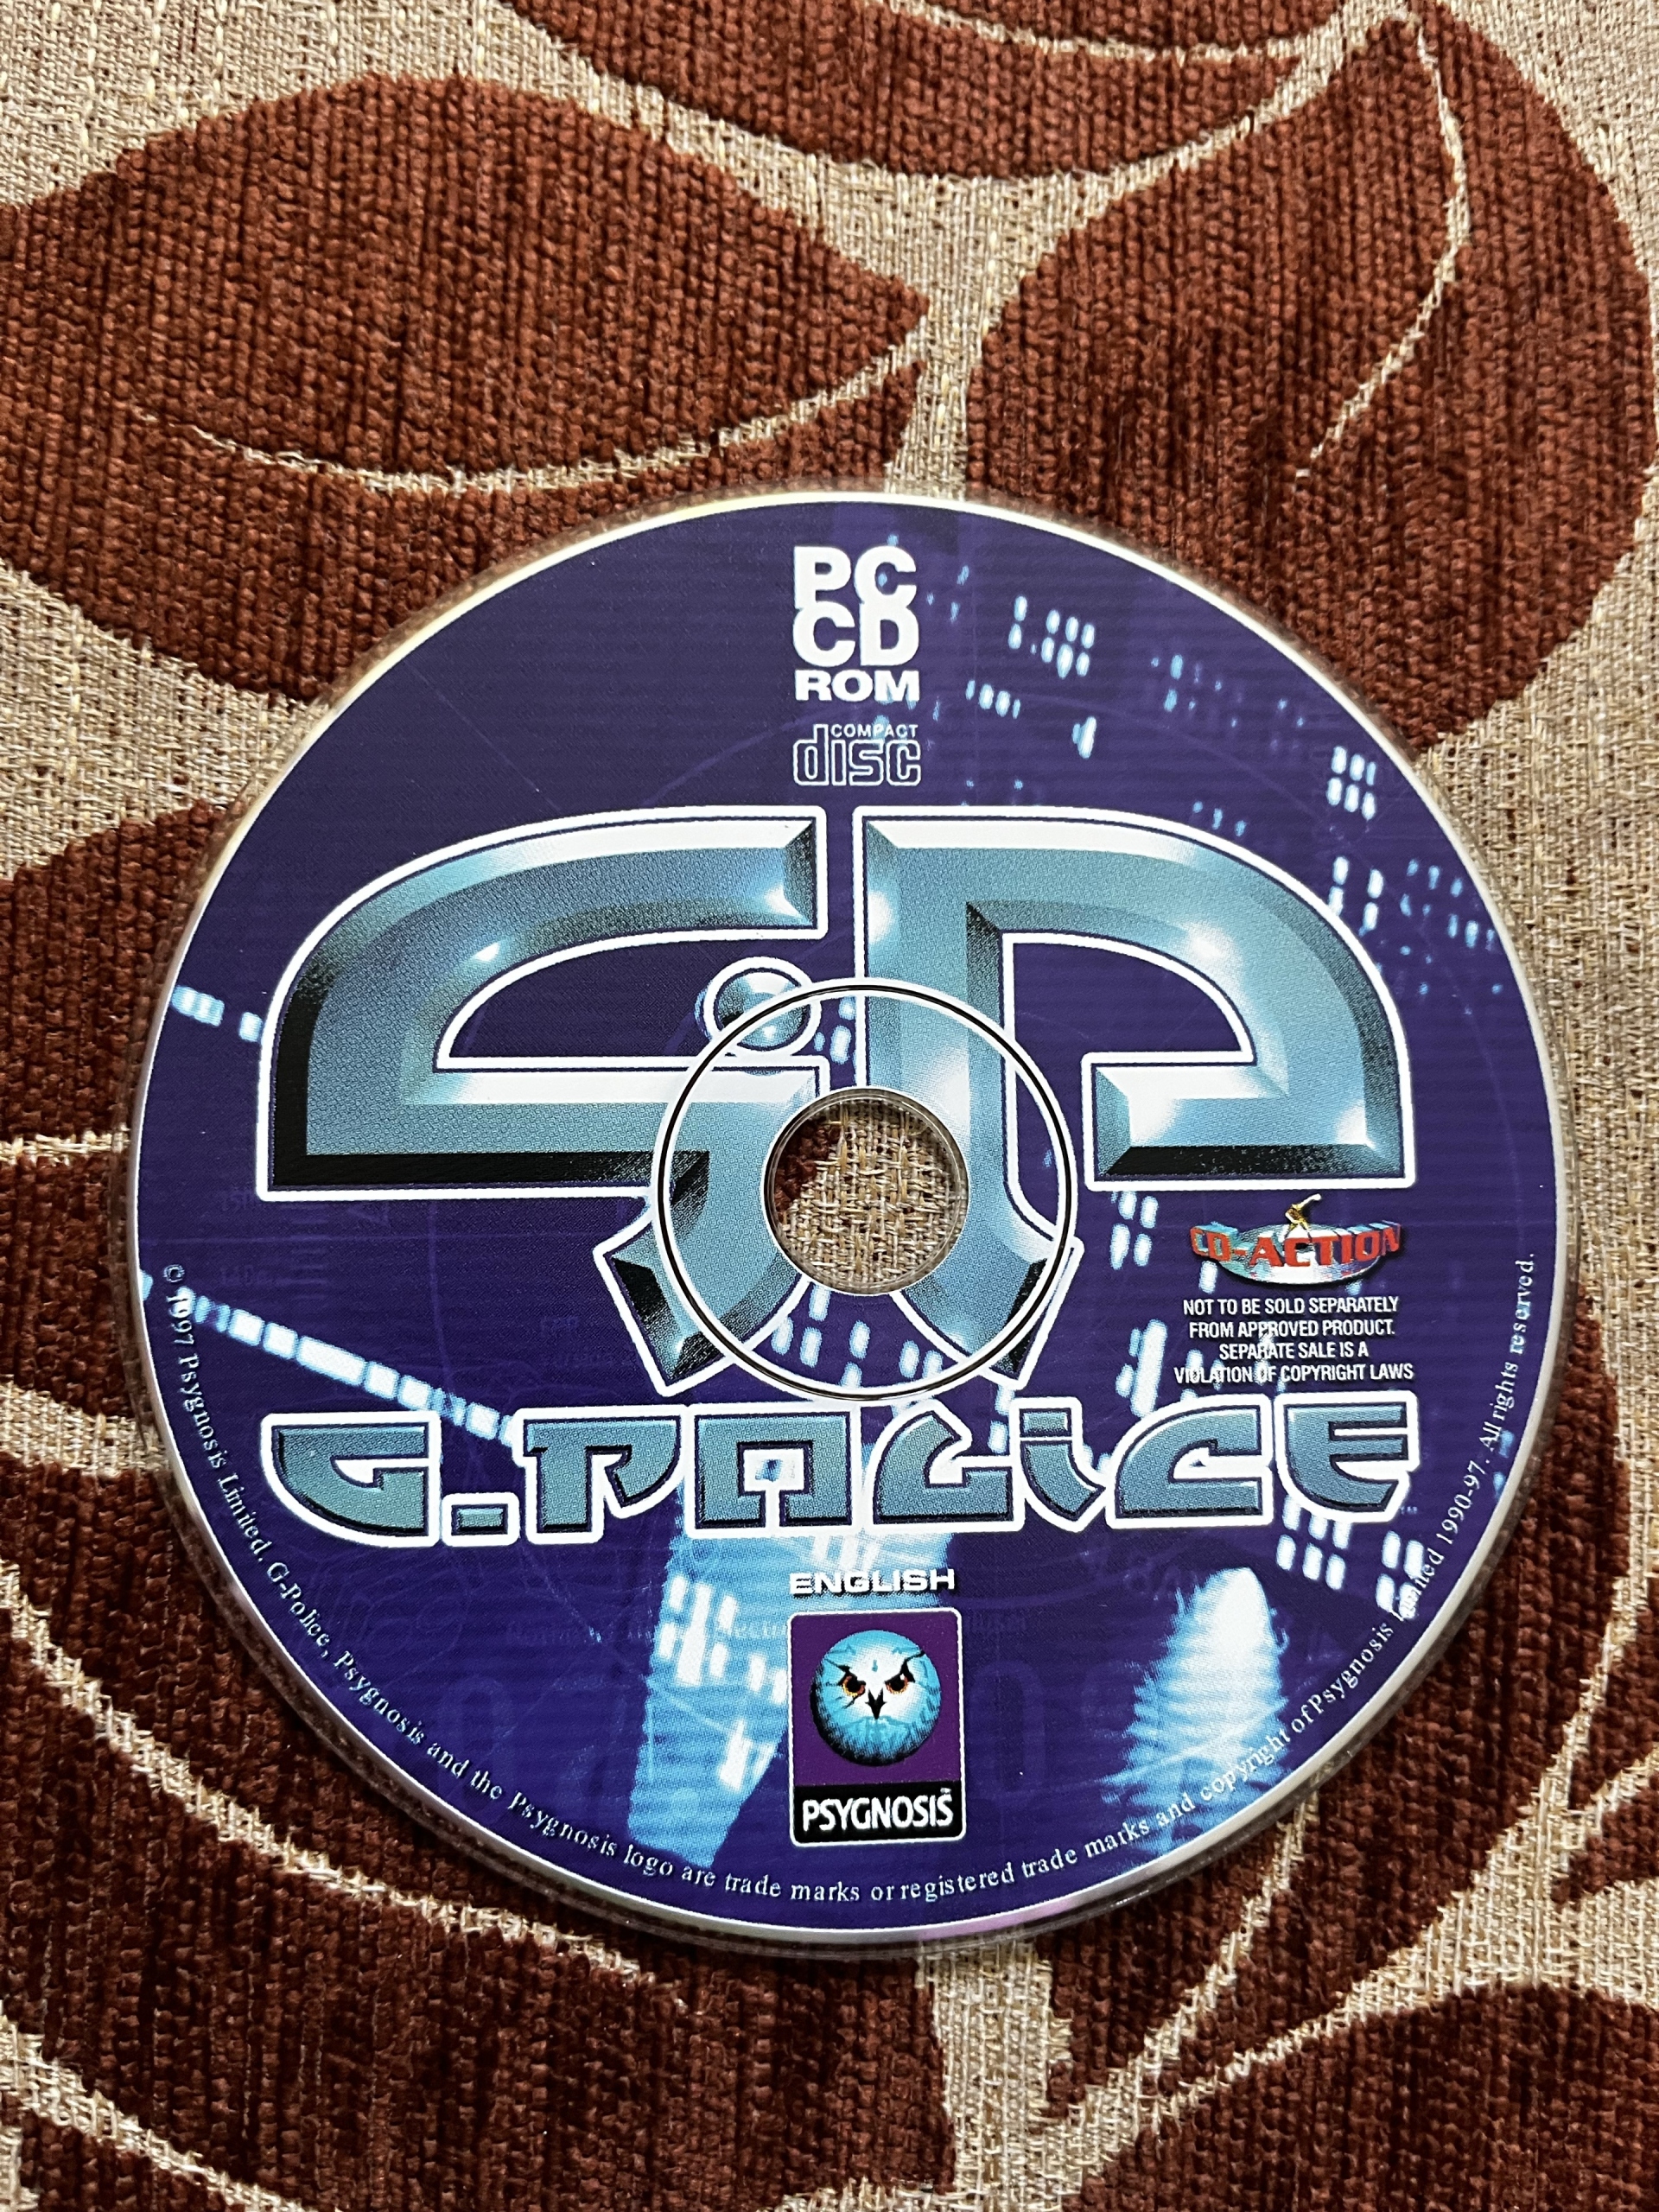 PC
CD
ROM
COMPACT
disc
G.P
CD-ACTION
NOT TO BE SOLD SEPARATELY
FROM APPROVED PRODUCT.
SEPARATE SALE IS A
VIOLATION OF COPYRIGHT LAWS
G.POLiCE
ENGLISH
PSYGNOSIS™
© 1997 Psygnosis Limited. G-Police, Psygnosis and the Psygnosis logo are trade marks or registered trade marks and copyright of Psygnosis Limited 1990-97. All rights reserved.